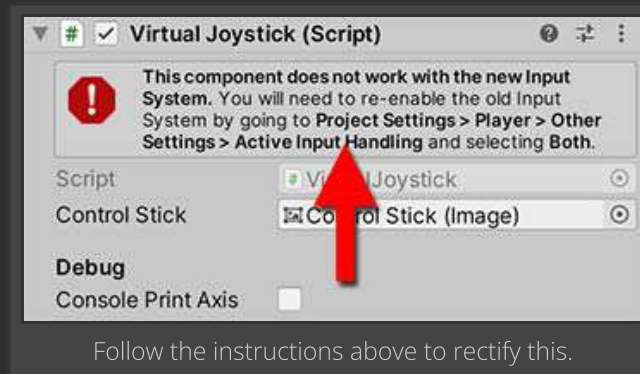 Virtual Joystick (Script)
This component does not work with the new Input
System. You will need to re-enable the old Input
System by going to Project Settings > Player > Other
Settings > Active Input Handling and selecting Both.
Script
Control Stick
Control Stick (Image)
Debug
Console Print Axis
Follow the instructions above to rectify this.